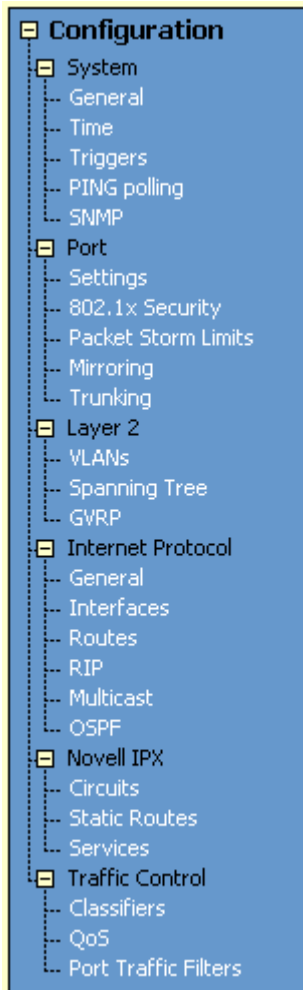 Configuration
System
General
Time
Triggers
PING polling
SNMP
Port
Settings
802.1x Security
Packet Storm Limits
Mirroring
Trunking
Layer 2
VLANs
Spanning Tree
GVRP
Internet Protocol
General
Interfaces
Routes
RIP
Multicast
OSPF
Novell IPX
Circuits
Static Routes
Services
Traffic Control
Classifiers
QoS
Port Traffic Filters